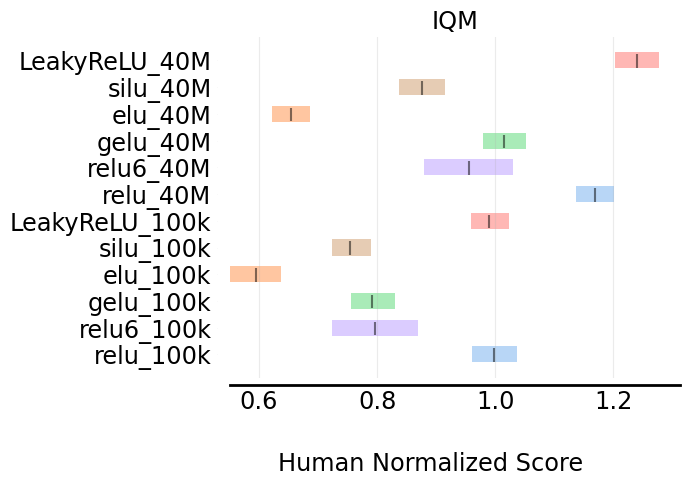 IQM
LeakyReLU_40M
silu_40M
elu_40M
gelu_40M
relu6_40M
relu_40M
LeakyReLU_100k
silu_100k
elu_100k
gelu_100k
relu6_100k
relu_100k
0.6 0.8 1.0 1.2
Human Normalized Score